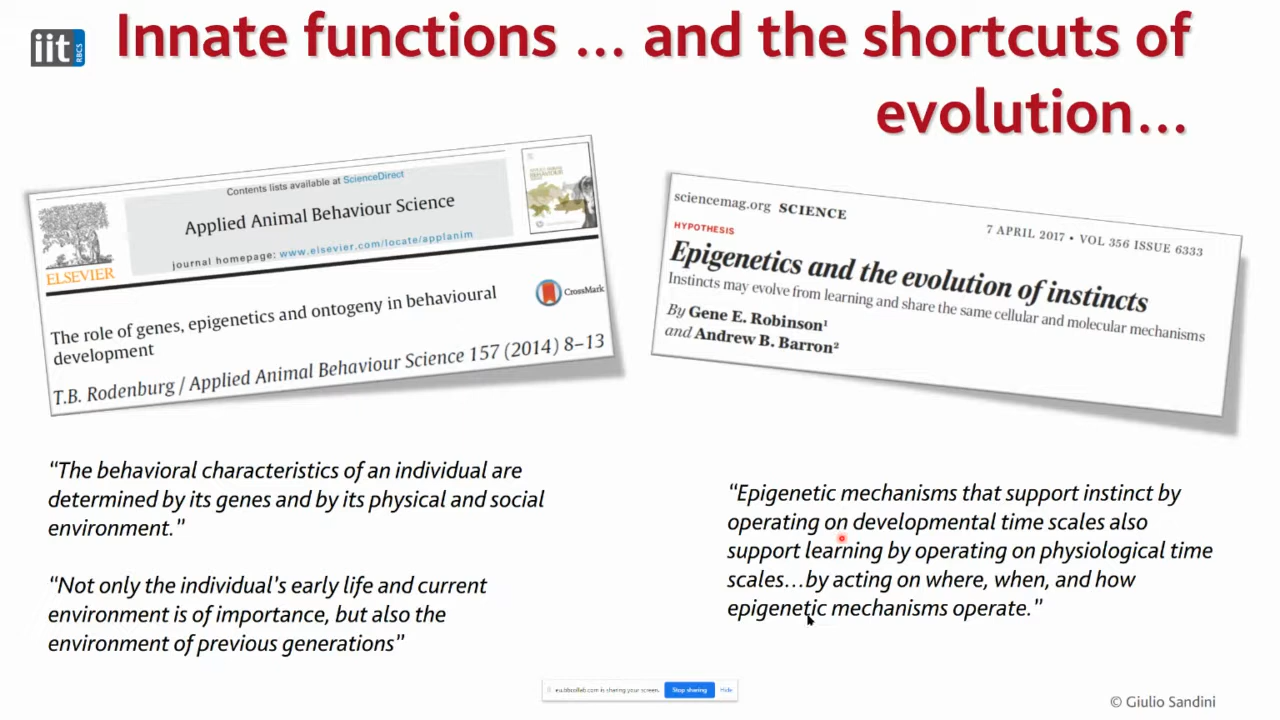 iit
RBCS
Innate functions … and the shortcuts of
evolution…
Contents lists available at ScienceDirect
Applied Animal Behaviour Science
journal homepage: www.elsevier.com/locate/applanim
ELSEVIER
The role of genes, epigenetics and ontogeny in behavioural
development
CrossMark
T.B. Rodenburg / Applied Animal Behaviour Science 157 (2014) 8–13
sciencemag.org SCIENCE
7 APRIL 2017 • VOL 356 ISSUE 6333
HYPOTHESIS
Epigenetics and the evolution of instincts
Instincts may evolve from learning and share the same cellular and molecular mechanisms
By Gene E. Robinson¹
and Andrew B. Barron²
“The behavioral characteristics of an individual are
determined by its genes and by its physical and social
environment.”
“Not only the individual's early life and current
environment is of importance, but also the
environment of previous generations”
“Epigenetic mechanisms that support instinct by
operating on developmental time scales also
support learning by operating on physiological time
scales…by acting on where, when, and how
epigenetic mechanisms operate.”
is sharing your screen.
Stop sharing
Hide
© Giulio Sandini